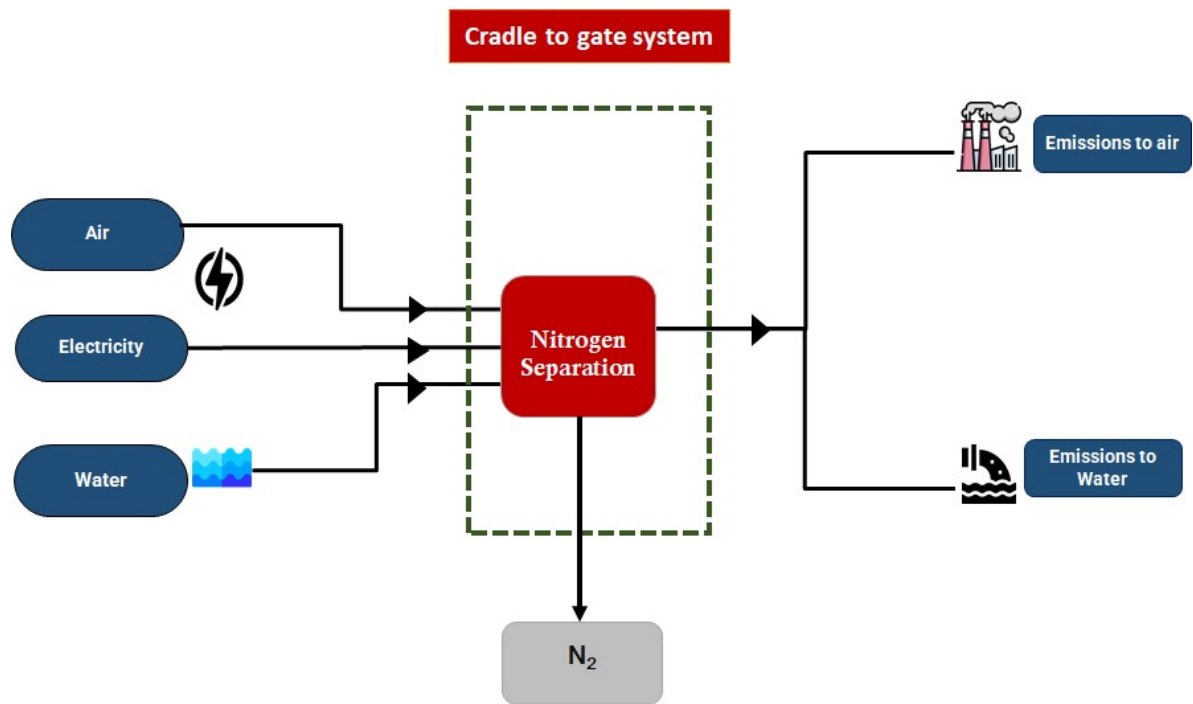 Cradle to gate system
Emissions to air
Air
Electricity
Nitrogen
Separation
Water
Emissions to
Water
N₂